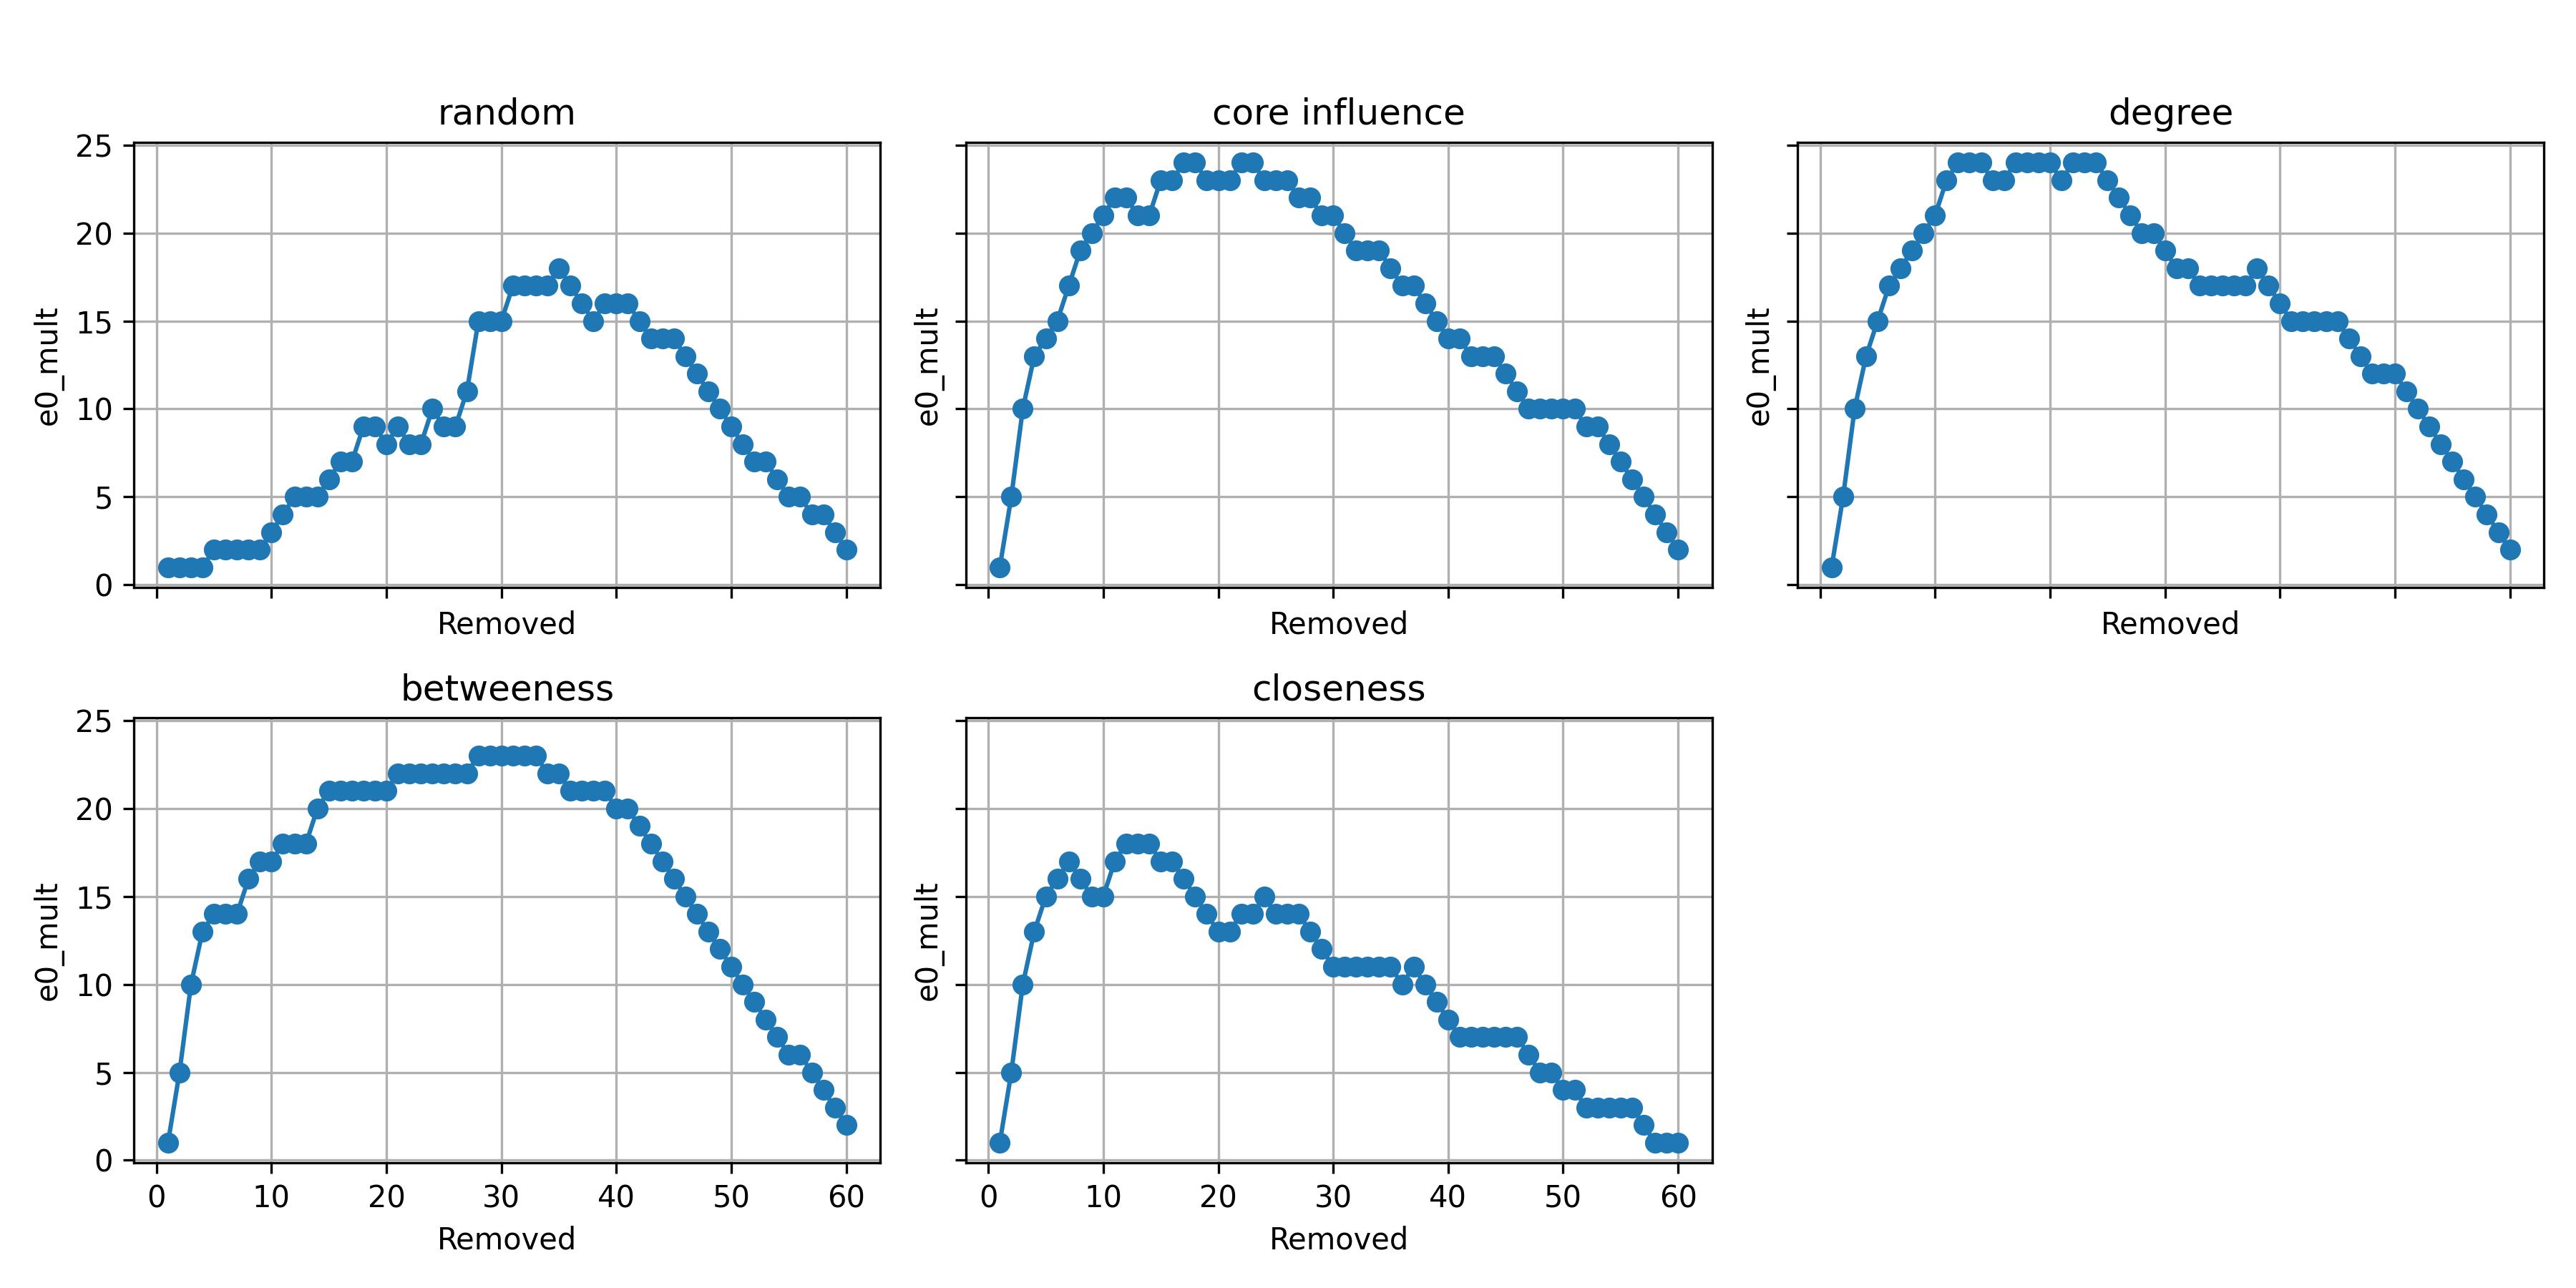 random
core influence
degree
25
20
15
10
5
0
e0_mult
e0_mult
e0_mult
Removed
Removed
Removed
betweeness
closeness
25
20
15
10
5
0
e0_mult
e0_mult
0 10 20 30 40 50 60
0 10 20 30 40 50 60
Removed
Removed